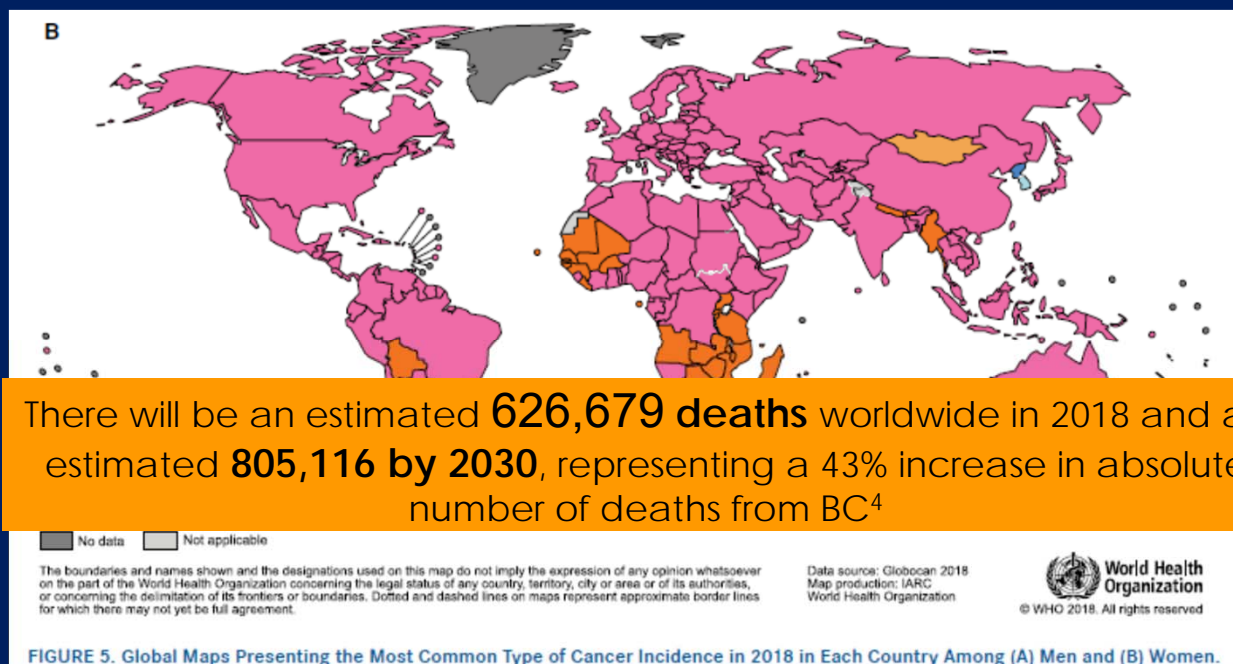 B
There will be an estimated 626,679 deaths worldwide in 2018 and a
estimated 805,116 by 2030, representing a 43% increase in absolute
number of deaths from BC4
No data Not applicable
The boundaries and names shown and the designations used on this map do not imply the expression of any opinion whatsoever
on the part of the World Health Organization concerning the legal status of any country, territory, city or area or of its authorities,
or concerning the delimitation of its frontiers or boundaries. Dotted and dashed lines on maps represent approximate border lines
for which there may not yet be full agreement.
Data source: Globocan 2018
Map production: IARC
World Health Organization
World Health
Organization
© WHO 2018. All rights reserved
FIGURE 5. Global Maps Presenting the Most Common Type of Cancer Incidence in 2018 in Each Country Among (A) Men and (B) Women.